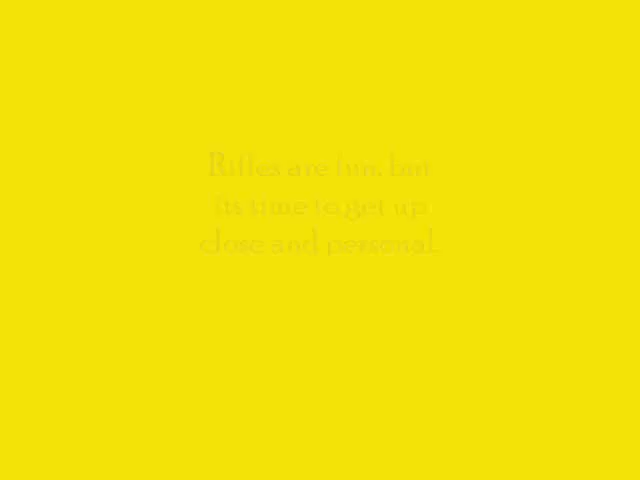 Rifles are fun, but
its time to get up
close and personal.